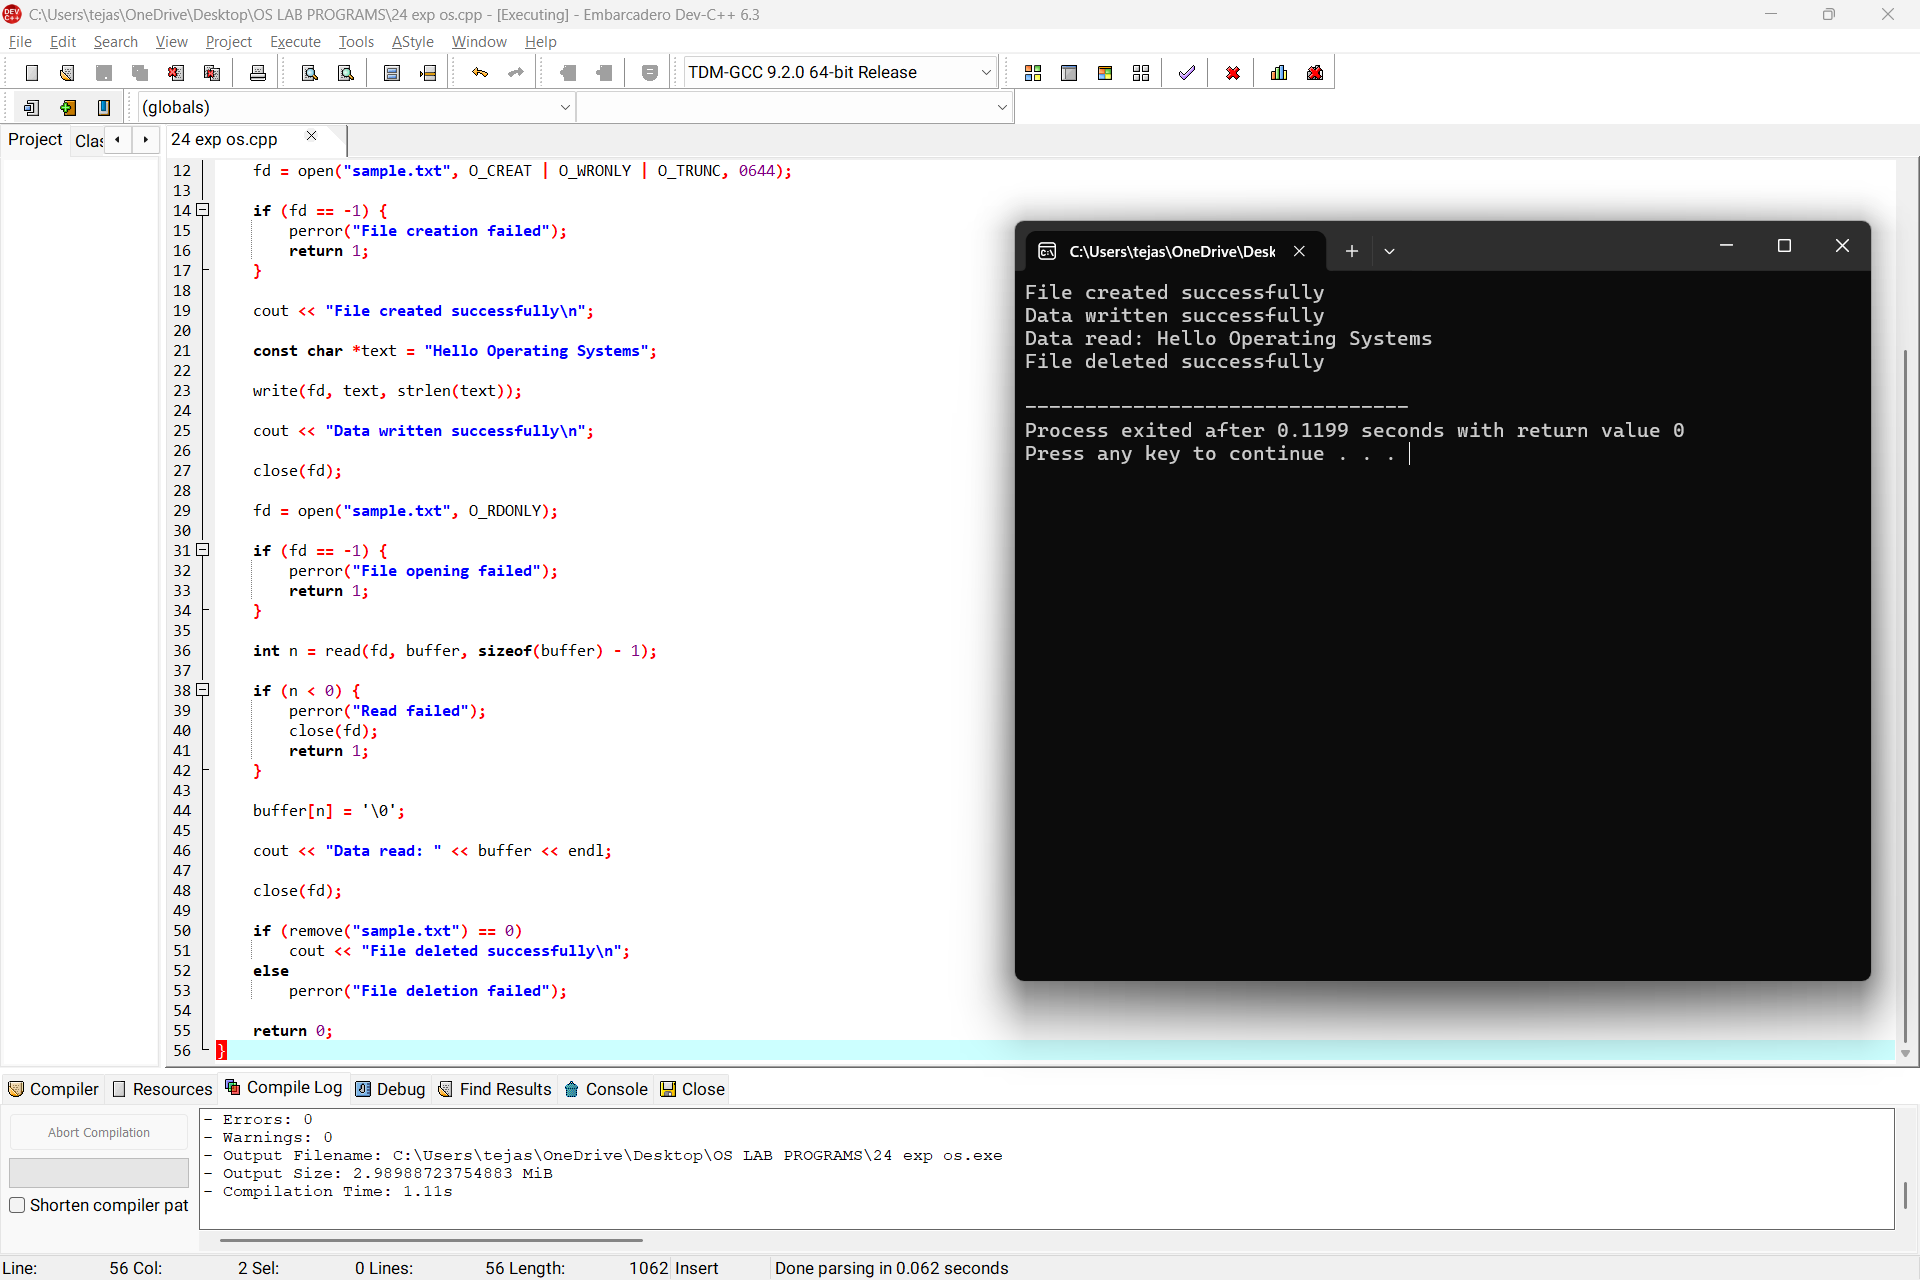 C:\Users\tejas\OneDrive\Desktop\OS LAB PROGRAMS\24 exp os.cpp - [Executing] - Embarcadero Dev-C++ 6.3
File Edit Search View Project Execute Tools AStyle Window Help
TDM-GCC 9.2.0 64-bit Release
(globals)
Project Clas 24 exp os.cpp
12 fd = open("sample.txt", O_CREAT | O_WRONLY | O_TRUNC, 0644);
13
14 if (fd == -1) {
15 perror("File creation failed");
16 return 1;
17 }
18
19 cout << "File created successfully\n";
20
21 const char *text = "Hello Operating Systems";
22
23 write(fd, text, strlen(text));
24
25 cout << "Data written successfully\n";
26
27 close(fd);
28
29 fd = open("sample.txt", O_RDONLY);
30
31 if (fd == -1) {
32 perror("File opening failed");
33 return 1;
34 }
35
36 int n = read(fd, buffer, sizeof(buffer) - 1);
37
38 if (n < 0) {
39 perror("Read failed");
40 close(fd);
41 return 1;
42 }
43
44 buffer[n] = '\0';
45
46 cout << "Data read: " << buffer << endl;
47
48 close(fd);
49
50 if (remove("sample.txt") == 0)
51 cout << "File deleted successfully\n";
52 else
53 perror("File deletion failed");
54
55 return 0;
56 }
C:\Users\tejas\OneDrive\Desk
File created successfully
Data written successfully
Data read: Hello Operating Systems
File deleted successfully
--------------------------------
Process exited after 0.1199 seconds with return value 0
Press any key to continue . . .
Compiler Resources Compile Log Debug Find Results Console Close
Abort Compilation
Shorten compiler pat
- Errors: 0
- Warnings: 0
- Output Filename: C:\Users\tejas\OneDrive\Desktop\OS LAB PROGRAMS\24 exp os.exe
- Output Size: 2.98988723754883 MiB
- Compilation Time: 1.11s
Line: 56 Col: 2 Sel: 0 Lines: 56 Length: 1062 Insert Done parsing in 0.062 seconds